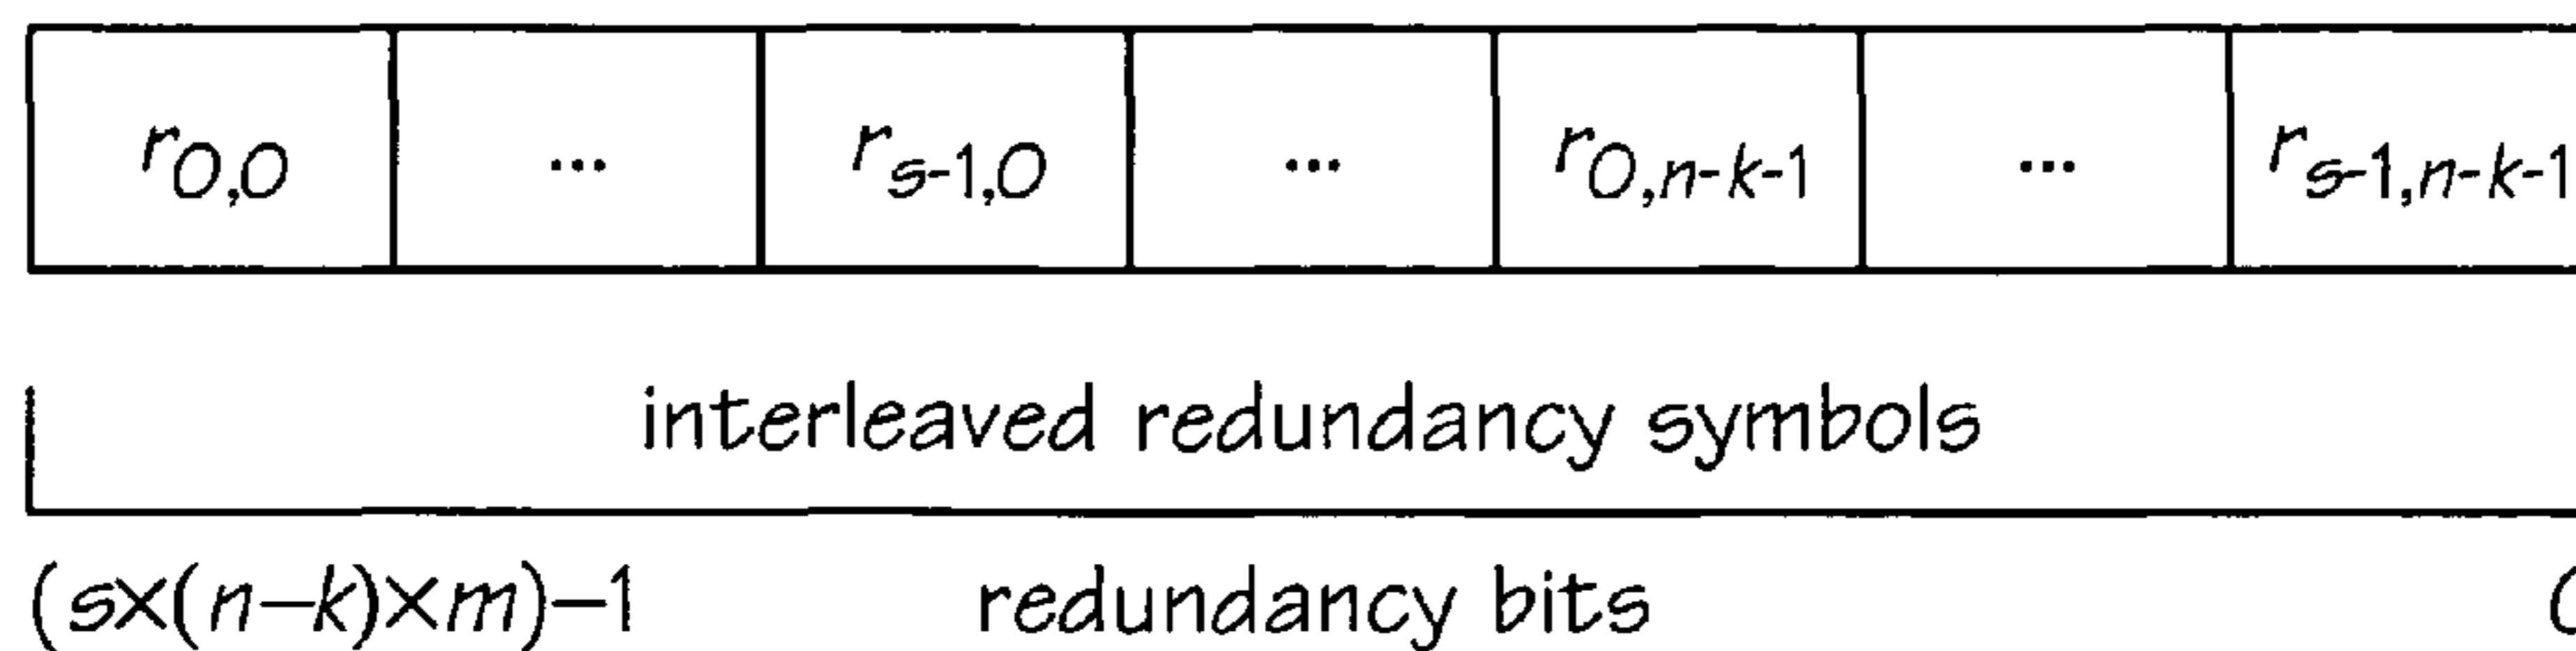 r0,0 ... rs-1,0 ... r0,n-k-1 ... rs-1,n-k-1
interleaved redundancy symbols
(s×(n–k)×m)–1 redundancy bits